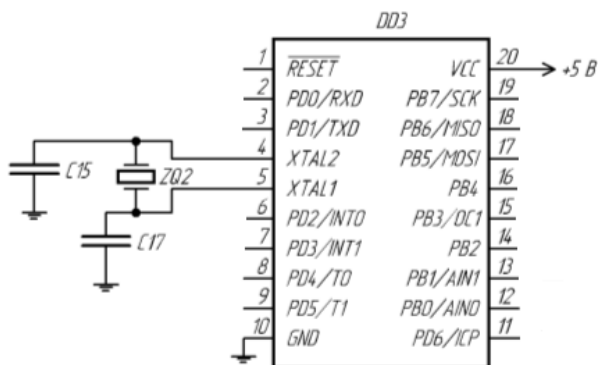 DD3
1 RESET VCC 20 +5 В
2 PD0/RXD PB7/SCK 19
3 PD1/TXD PB6/MISO 18
4 XTAL2 PB5/MOSI 17
C15 ZQ2 5 XTAL1 PB4 16
6 PD2/INT0 PB3/OC1 15
C17 7 PD3/INT1 PB2 14
8 PD4/T0 PB1/AIN1 13
9 PD5/T1 PB0/AIN0 12
10 GND PD6/ICP 11